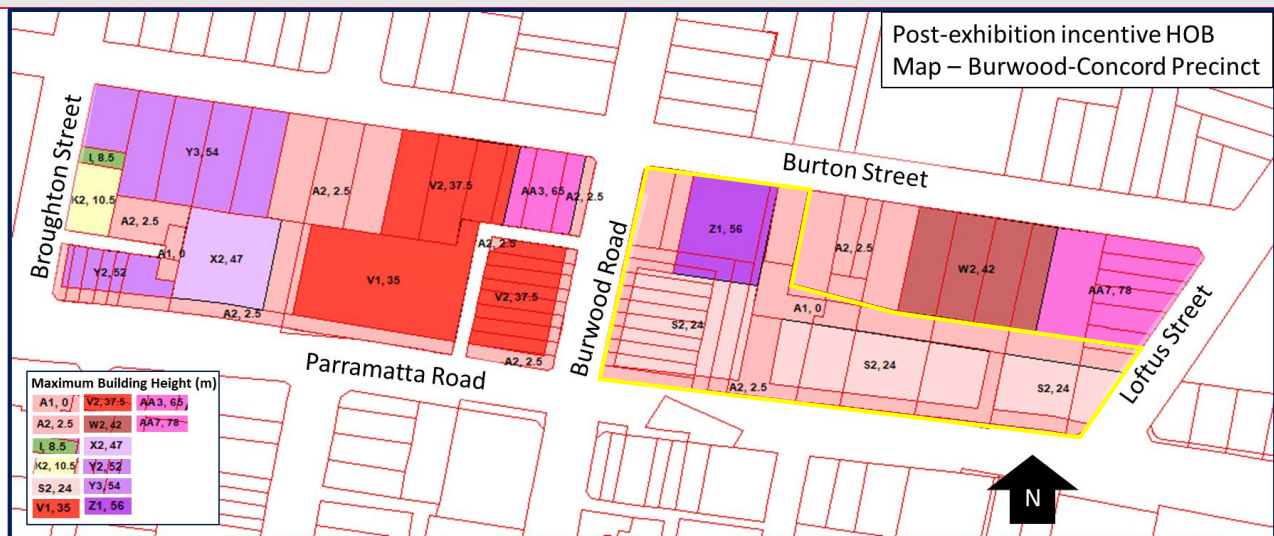 Post-exhibition incentive HOB
Map – Burwood-Concord Precinct
Broughton Street
Burton Street
Burwood Road
Parramatta Road
Loftus Street
Y3, 54
I, 8.5
K2, 10.5
A2, 2.5
A2, 2.5
V2, 37.5
AA3, 65
A2, 2.5
A1, 0
X2, 47
Y2, 52
A2, 2.5
V1, 35
A2, 2.5
V2, 37.5
A2, 2.5
Z1, 56
A2, 2.5
W2, 42
AA7, 78
A1, 0
S2, 24
S2, 24
S2, 24
A2, 2.5
Maximum Building Height (m)
A1, 0
V2, 37.5
AA3, 65
A2, 2.5
W2, 42
AA7, 78
I, 8.5
X2, 47
K2, 10.5
Y2, 52
S2, 24
Y3, 54
V1, 35
Z1, 56
N